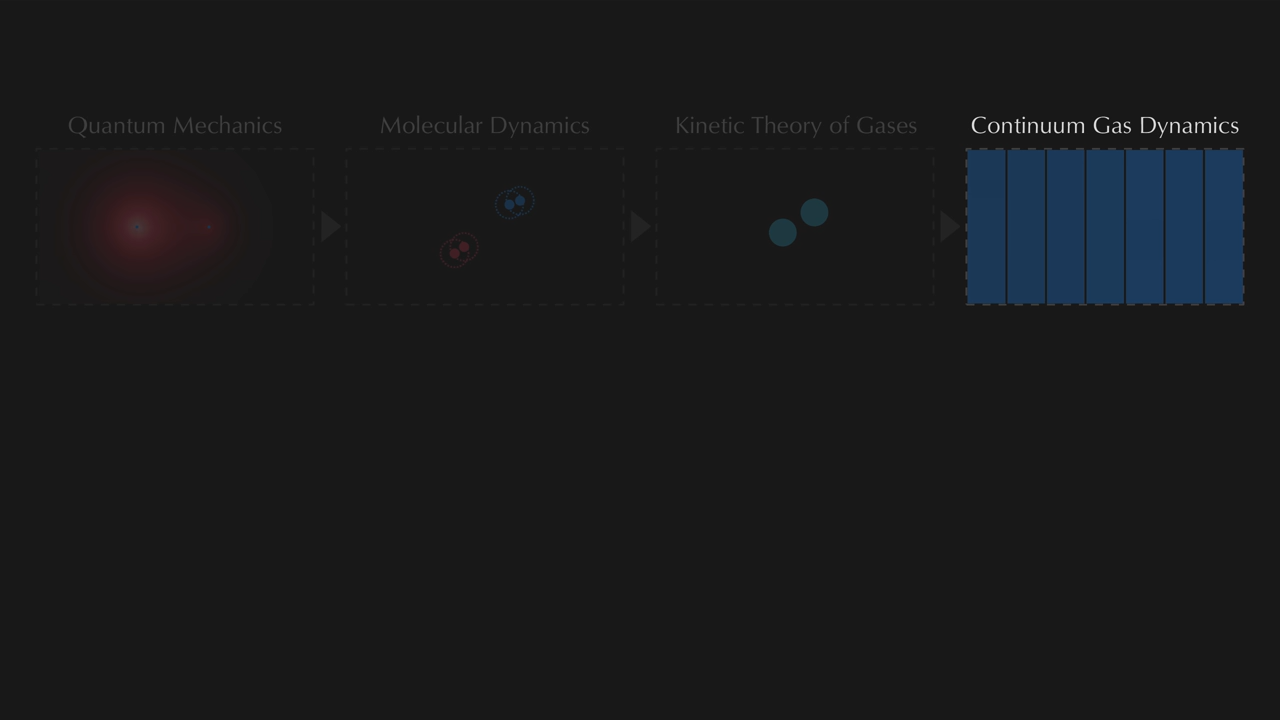 Quantum Mechanics
Molecular Dynamics
Kinetic Theory of Gases
Continuum Gas Dynamics